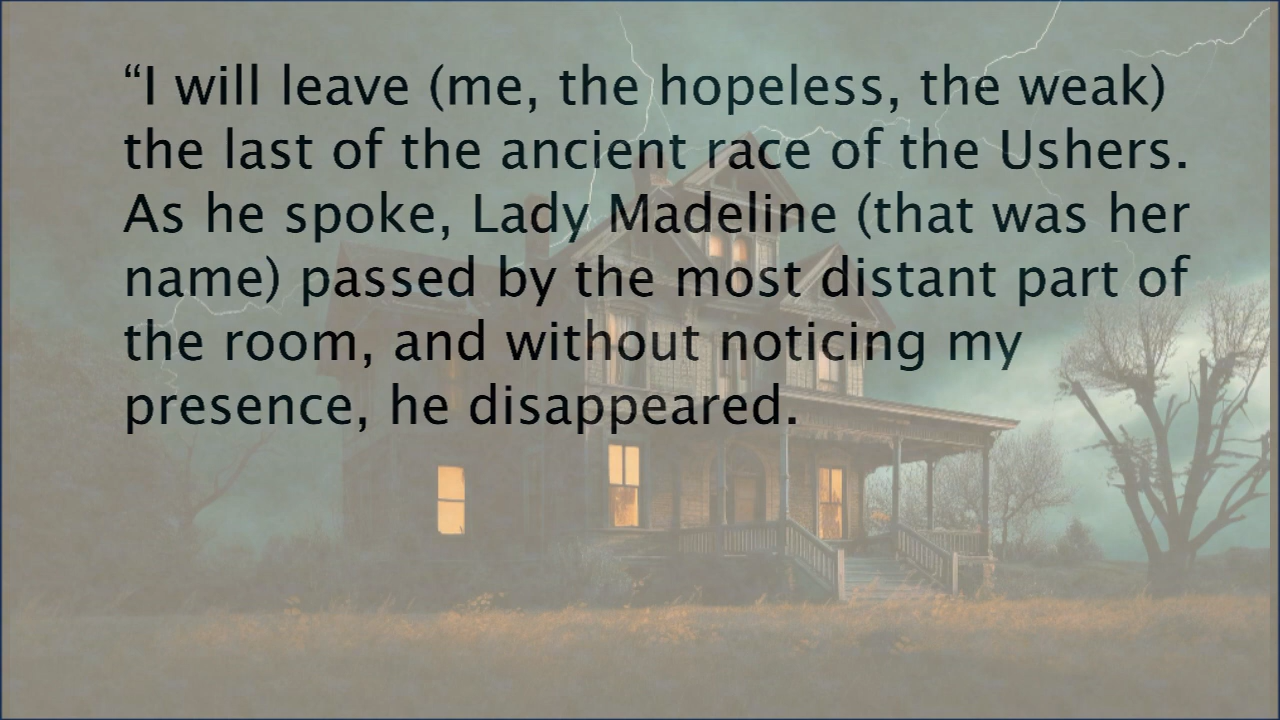 “I will leave (me, the hopeless, the weak)
the last of the ancient race of the Ushers.
As he spoke, Lady Madeline (that was her
name) passed by the most distant part of
the room, and without noticing my
presence, he disappeared.